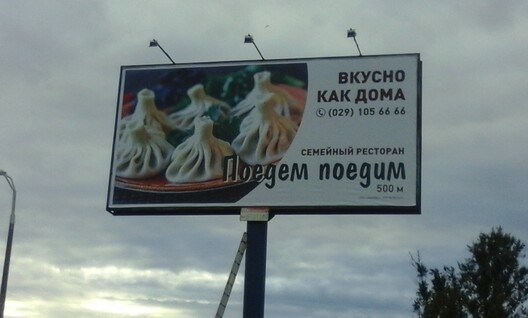 ВКУСНО
КАК ДОМА
(029) 105 66 66
СЕМЕЙНЫЙ РЕСТОРАН
Поедем поедим
500 м